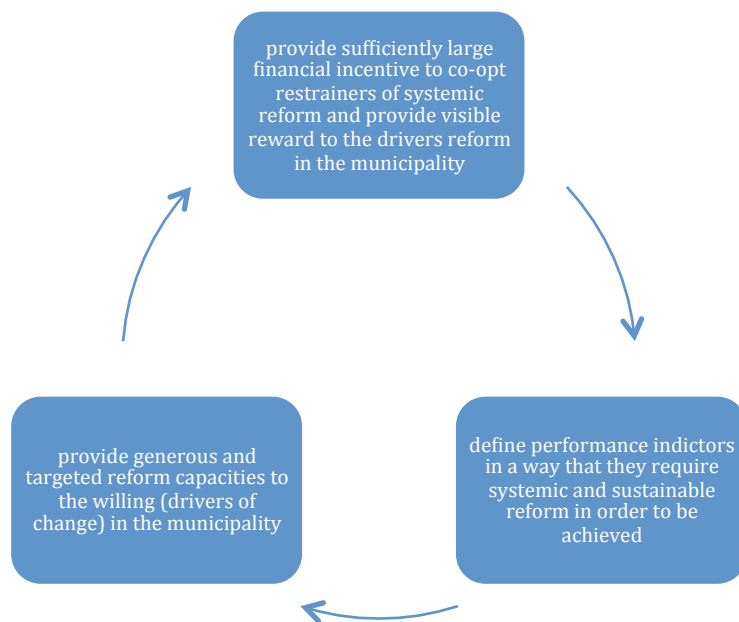 provide sufficiently large
financial incentive to co-opt
restrainers of systemic
reform and provide visible
reward to the drivers reform
in the municipality
define performance indictors
in a way that they require
systemic and sustainable
reform in order to be
achieved
provide generous and
targeted reform capacities to
the willing (drivers of
change) in the municipality